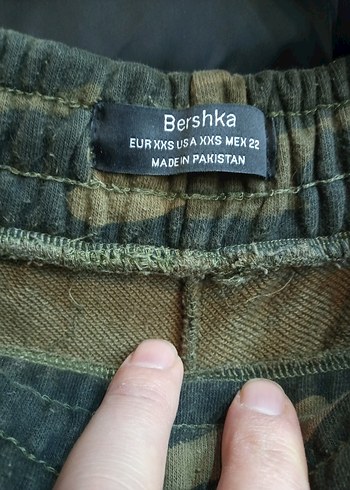 Bershka
EUR XXS USA XXS MEX 22
MADE IN PAKISTAN